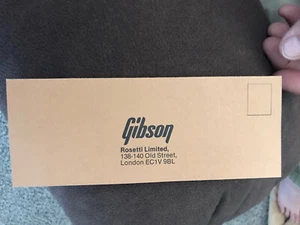 Gibson
Rosetti Limited,
138-140 Old Street,
London EC1V 9BL